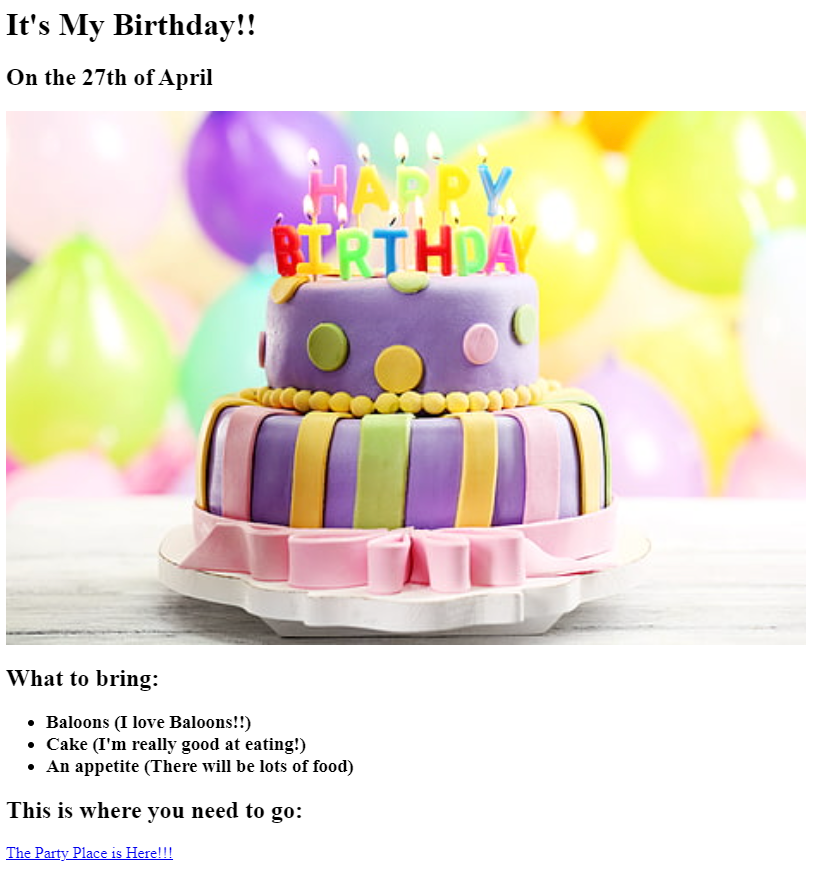 It's My Birthday!!
On the 27th of April
HAPPY
BIRTHDAY
What to bring:
Baloons (I love Baloons!!)
Cake (I'm really good at eating!)
An appetite (There will be lots of food)
This is where you need to go:
The Party Place is Here!!!